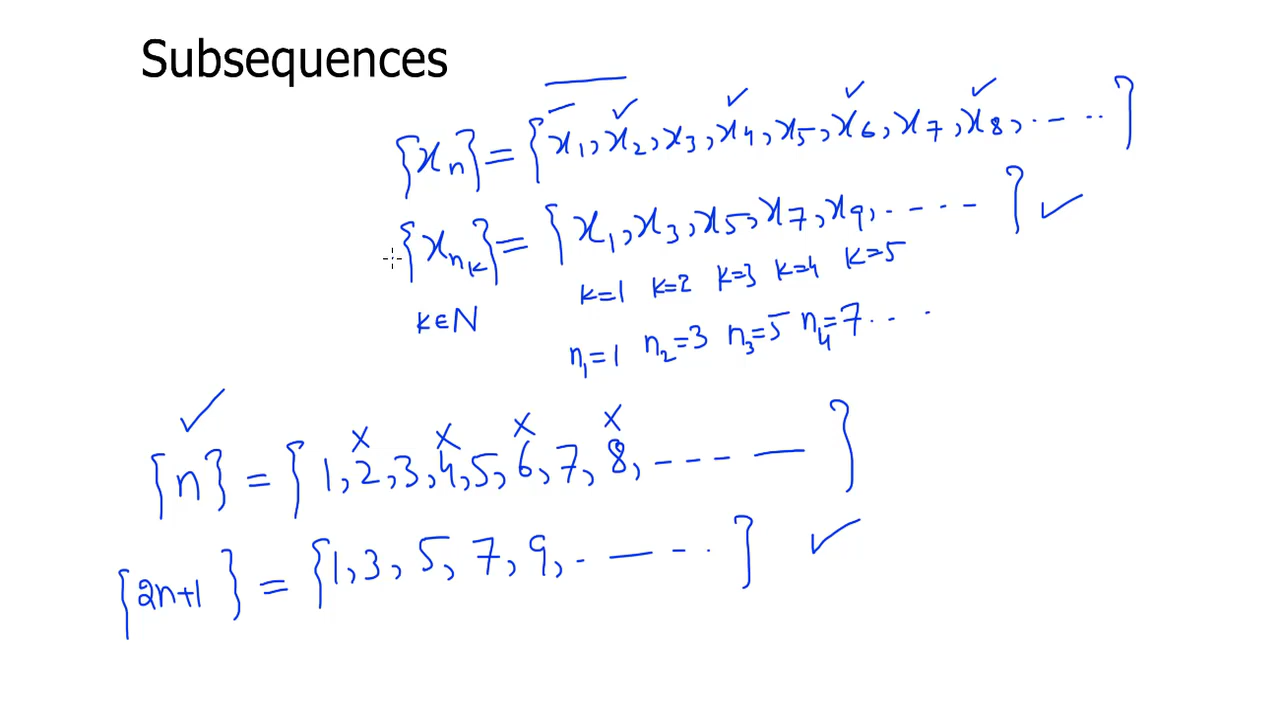 Subsequences
{xₙ} = {x₁, x₂, x₃, x₄, x₅, x₆, x₇, x₈, .-- ..}
{xₙₖ} = {x₁, x₃, x₅, x₇, x₉, .- - - -}
k=1 k=2 k=3 k=4 k=5
k∈N
n₁=1 n₂=3 n₃=5 n₄=7. . . .
{n} = {1, 2, 3, 4, 5, 6, 7, 8, ---- —}
{2n+1} = {1, 3, 5, 7, 9, . — - .}